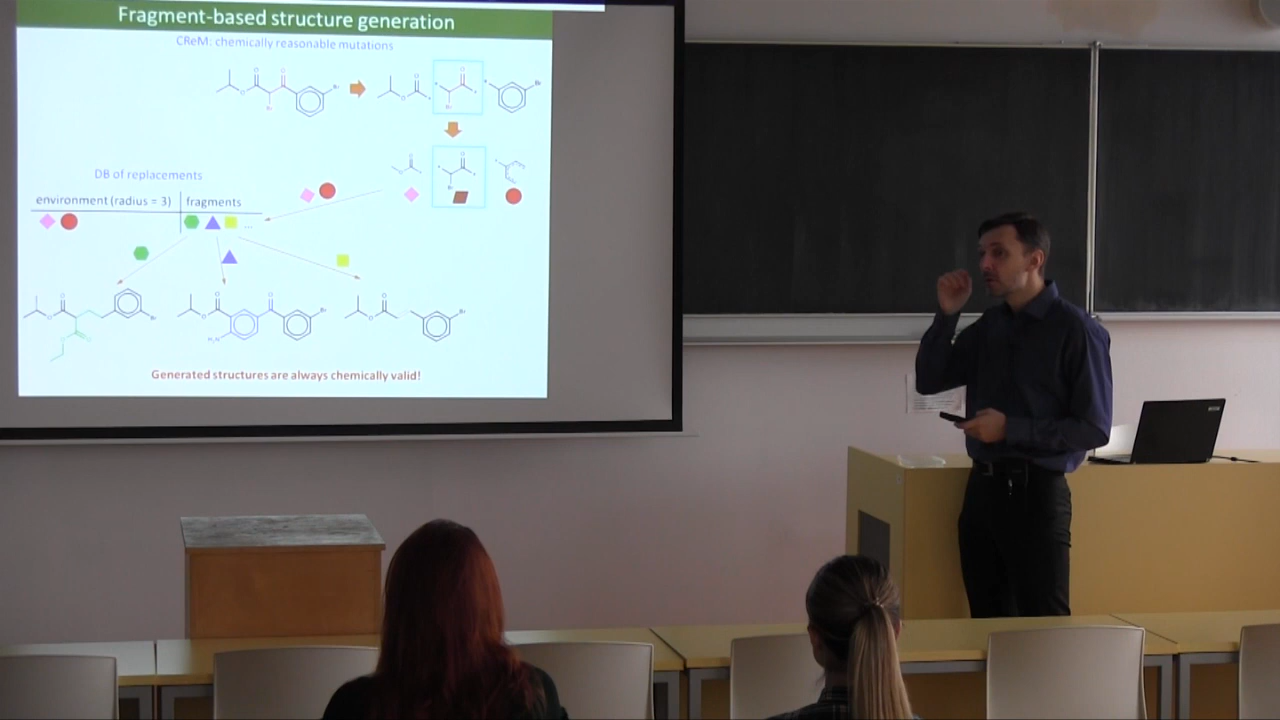 Fragment-based structure generation
CReM: chemically reasonable mutations
DB of replacements
environment (radius = 3) fragments
...
Generated structures are always chemically valid!